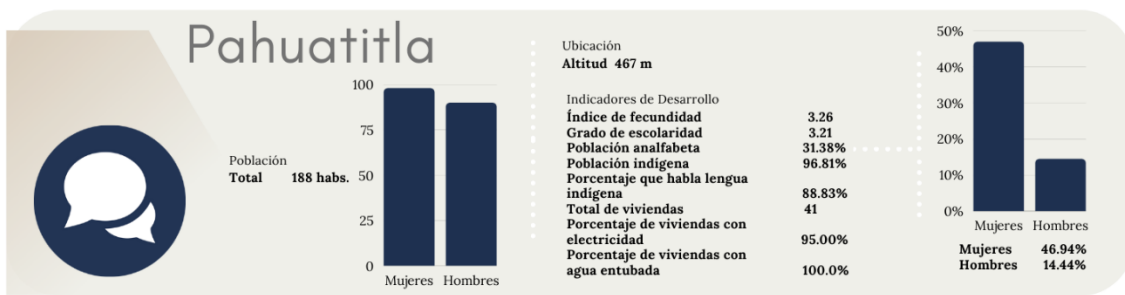 Pahuatitla
Población
Total 188 habs.
100
75
50
25
0
Mujeres Hombres
Ubicación
Altitud 467 m
Indicadores de Desarrollo
Índice de fecundidad 3.26
Grado de escolaridad 3.21
Población analfabeta 31.38%
Población indígena 96.81%
Porcentaje que habla lengua
indígena 88.83%
Total de viviendas 41
Porcentaje de viviendas con
electricidad 95.00%
Porcentaje de viviendas con
agua entubada 100.0%
50%
40%
30%
20%
10%
0%
Mujeres Hombres
Mujeres 46.94%
Hombres 14.44%